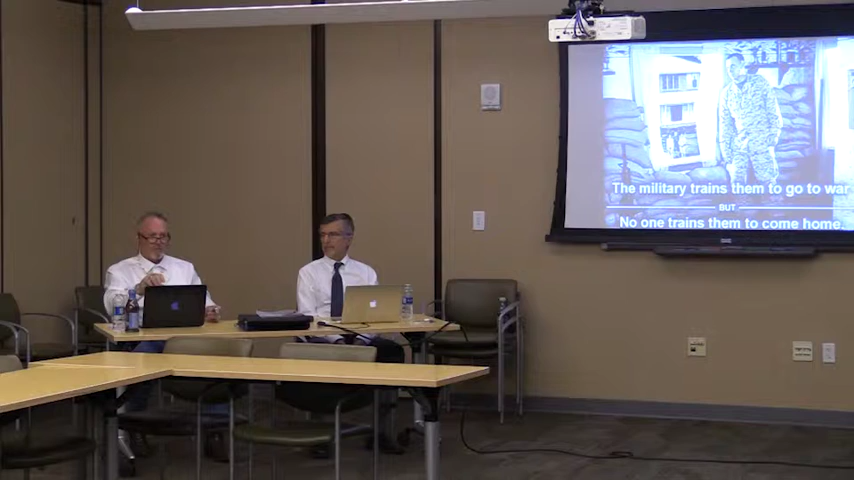 The military trains them to go to war
BUT
No one trains them to come home